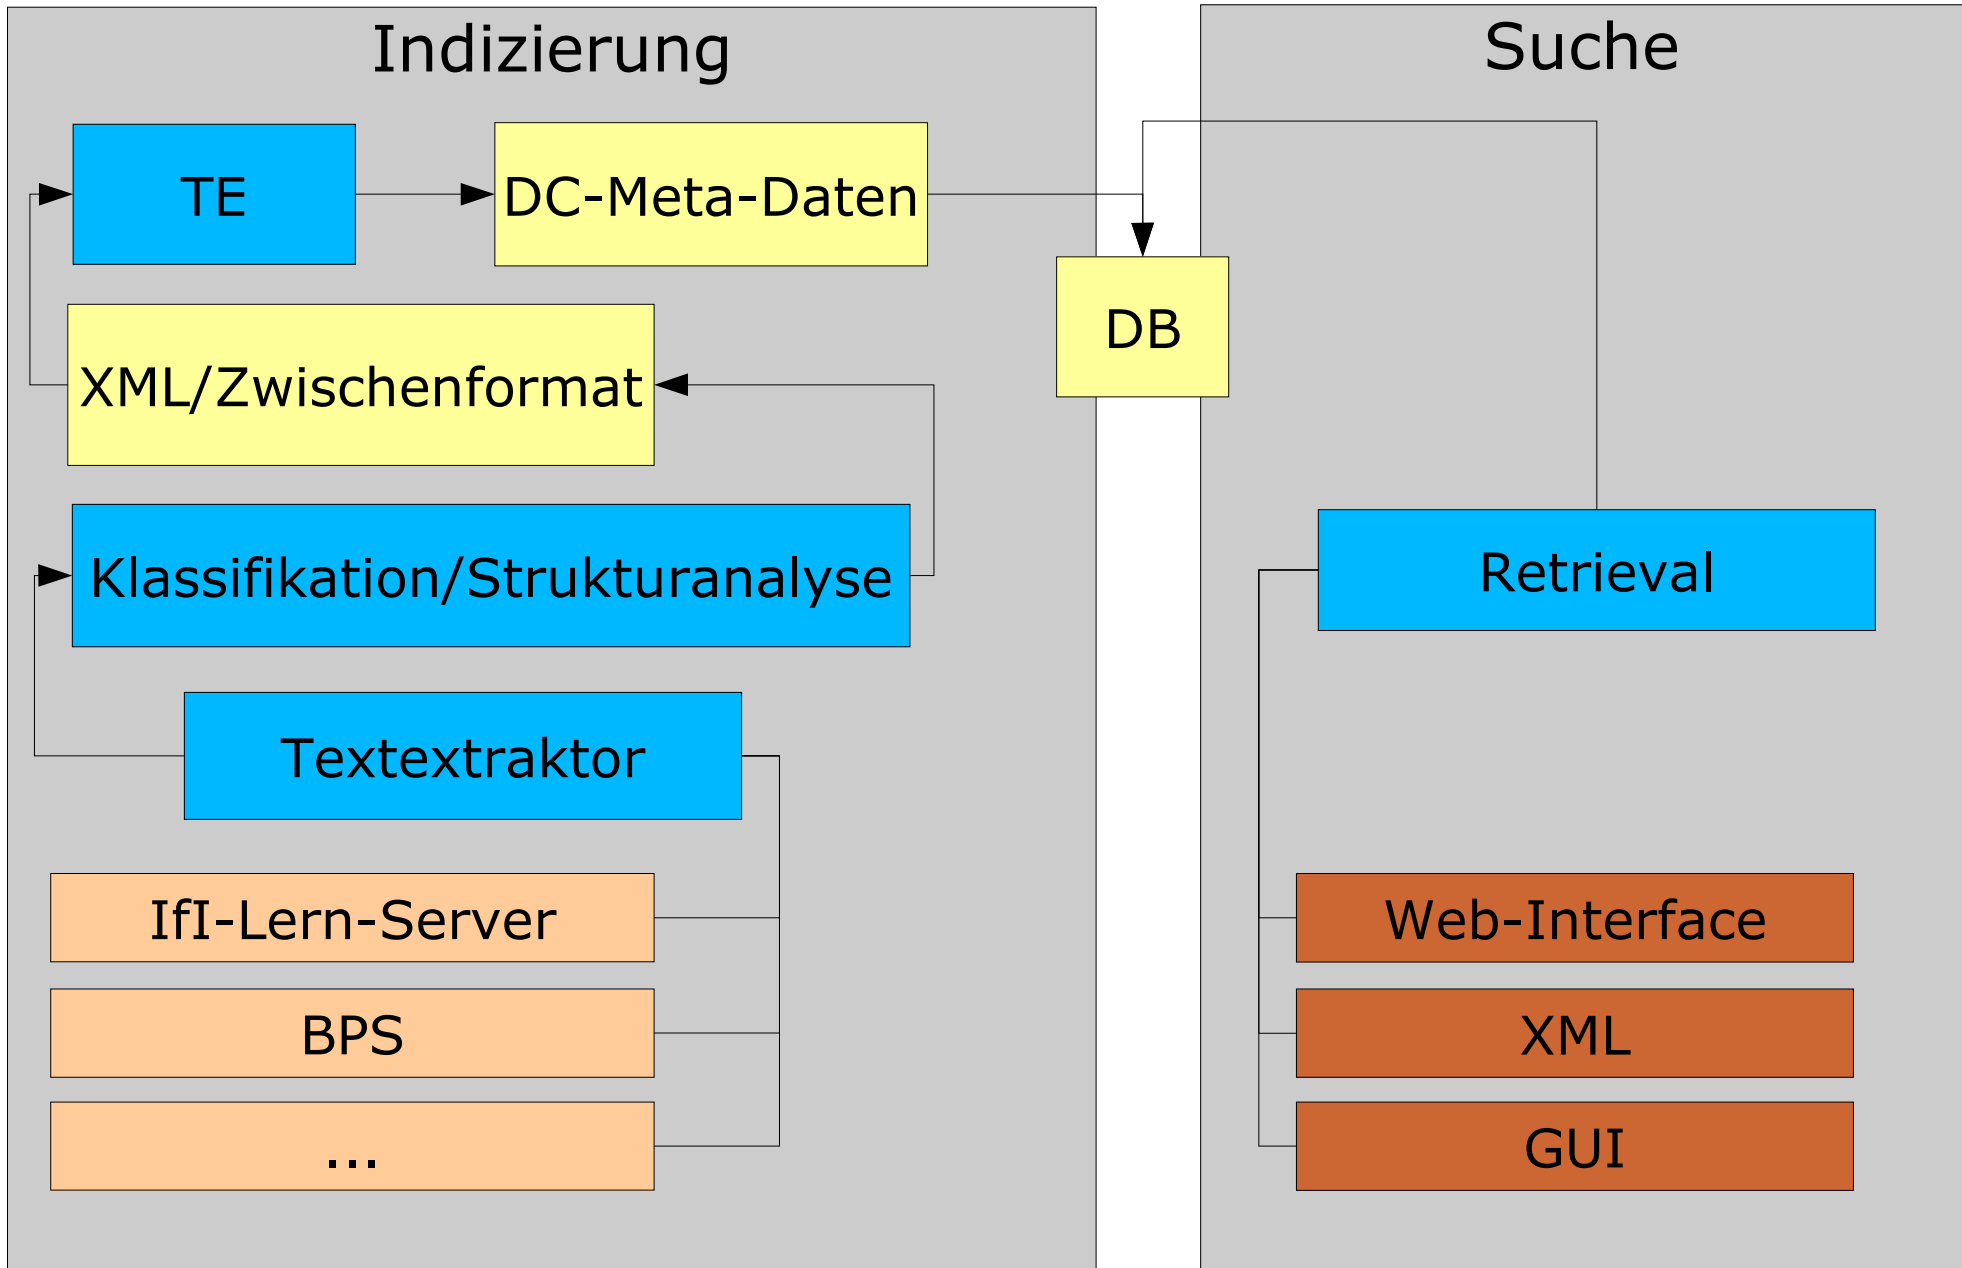 Indizierung
TE
DC-Meta-Daten
XML/Zwischenformat
Klassifikation/Strukturanalyse
Textextraktor
IfI-Lern-Server
BPS
...
DB
Suche
Retrieval
Web-Interface
XML
GUI